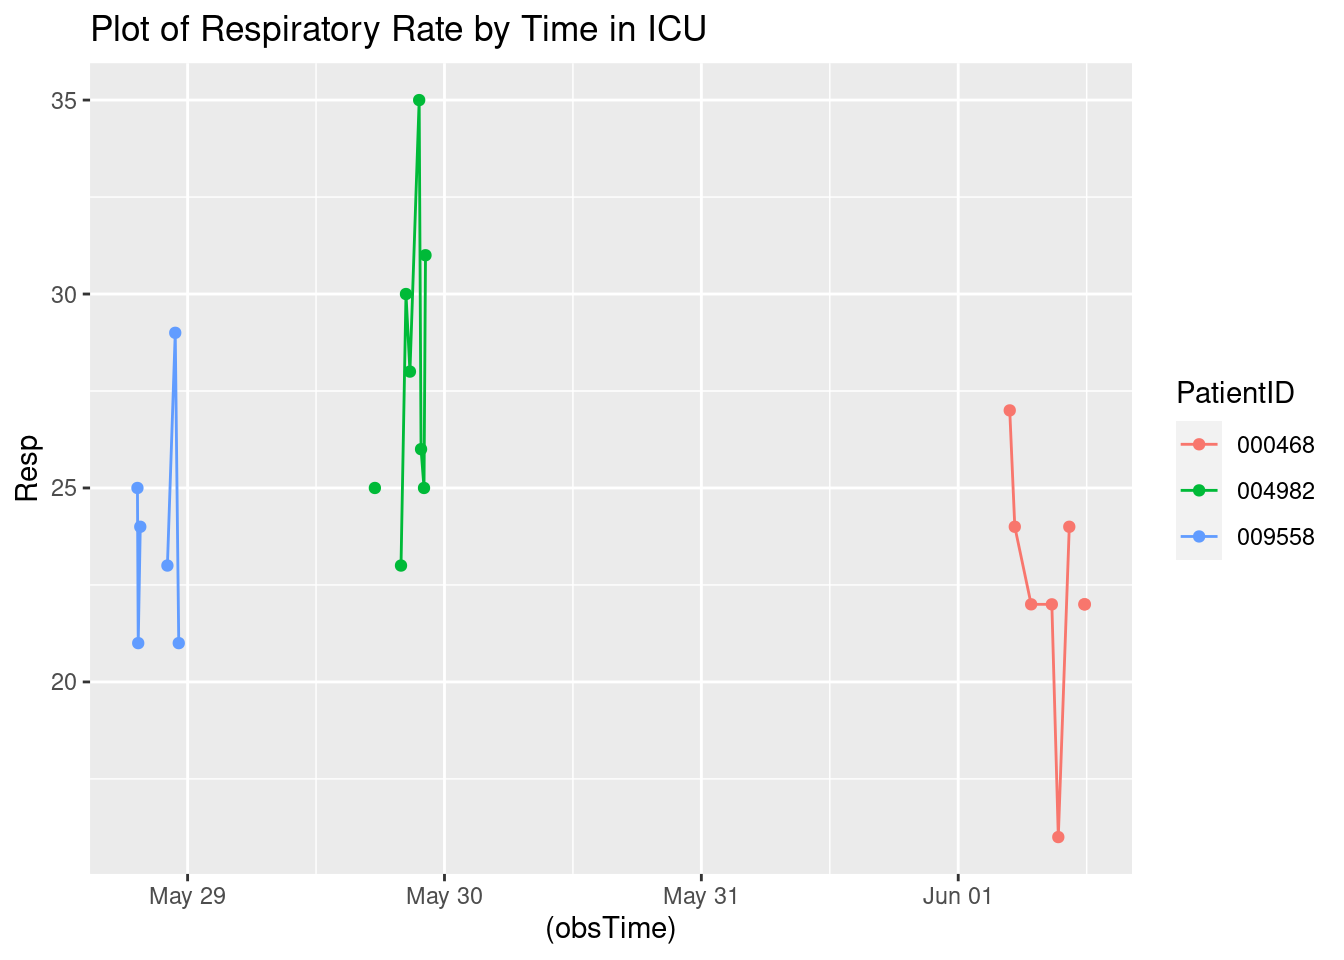 Plot of Respiratory Rate by Time in ICU
35
30
25
20
Resp
May 29 May 30 May 31 Jun 01
(obsTime)
PatientID
000468
004982
009558